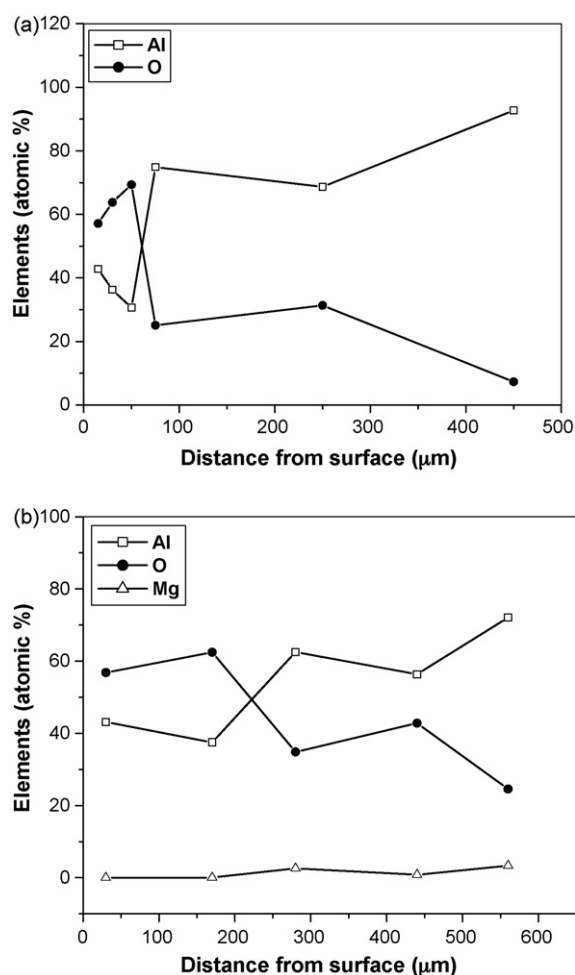 (a)
Al
O
120
100
80
60
40
20
0
Elements (atomic %)
0 100 200 300 400 500
Distance from surface (μm)
(b)
Al
O
Mg
100
80
60
40
20
0
Elements (atomic %)
0 100 200 300 400 500 600
Distance from surface (μm)